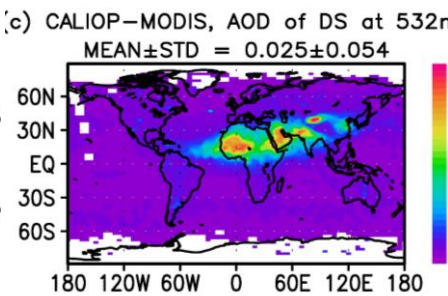 (c) CALIOP−MODIS, AOD of DS at 532n
MEAN±STD = 0.025±0.054
60N
30N
EQ
30S
60S
180 120W 60W 0 60E 120E 180